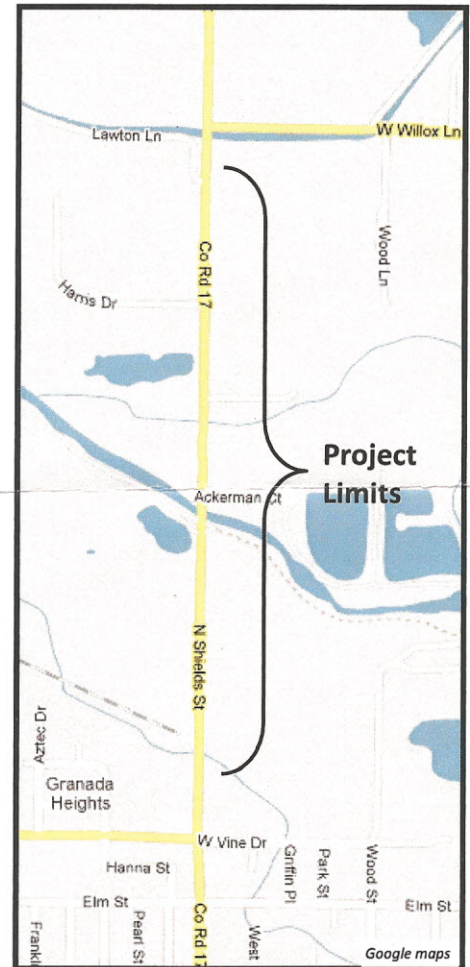 Lawton Ln
W Willox Ln
Co Rd 17
Wood Ln
Harris Dr
Project
Limits
Ackerman Ct
N Shields St
Aztec Dr
Granada
Heights
W Vine Dr
Hanna St
Griffin Pl
Park St
Wood St
Elm St
Elm St
Pearl St
Co Rd 17
West
Google maps